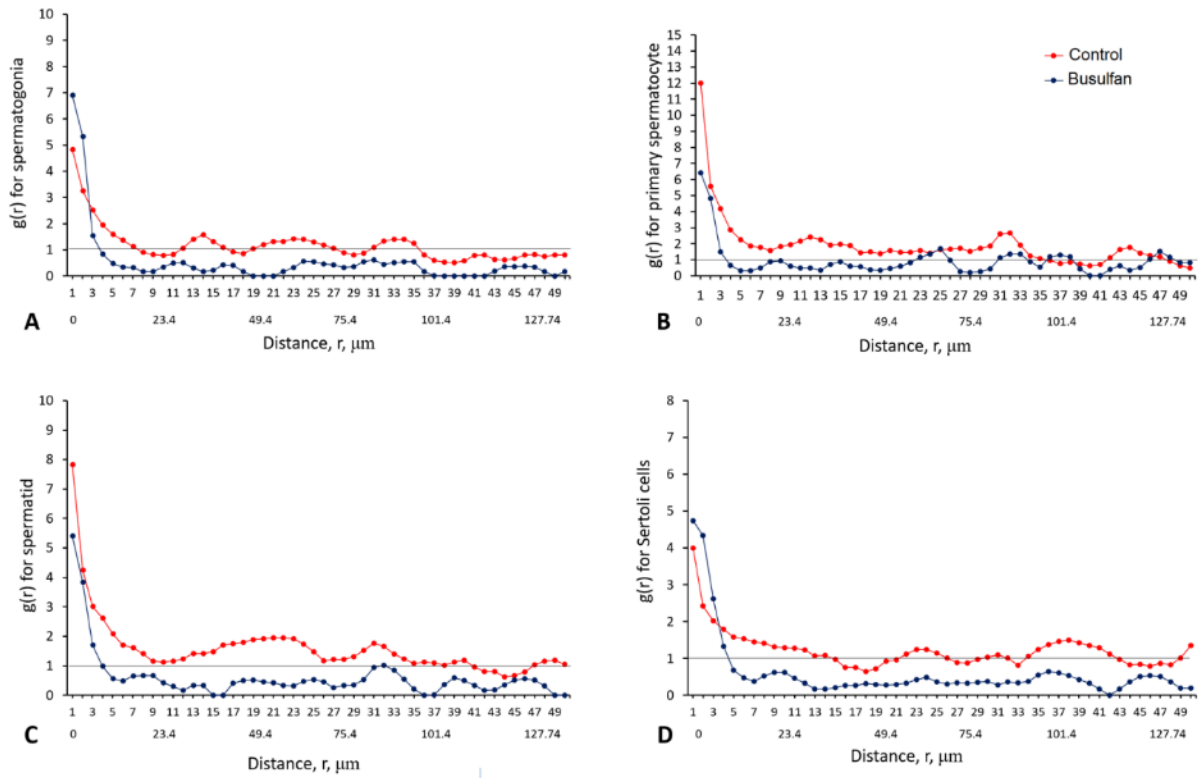 g(r) for spermatogonia
10
9
8
7
6
5
4
3
2
1
0
1 3 5 7 9 11 13 15 17 19 21 23 25 27 29 31 33 35 37 39 41 43 45 47 49
0 23.4 49.4 75.4 101.4 127.74
A
Distance, r, μm
g(r) for primary spermatocyte
15
14
13
12
11
10
9
8
7
6
5
4
3
2
1
0
Control
Busulfan
1 3 5 7 9 11 13 15 17 19 21 23 25 27 29 31 33 35 37 39 41 43 45 47 49
0 23.4 49.4 75.4 101.4 127.74
B
Distance, r, μm
g(r) for spermatid
10
9
8
7
6
5
4
3
2
1
0
1 3 5 7 9 11 13 15 17 19 21 23 25 27 29 31 33 35 37 39 41 43 45 47 49
0 23.4 49.4 75.4 101.4 127.74
C
Distance, r, μm
g(r) for Sertoli cells
8
7
6
5
4
3
2
1
0
1 3 5 7 9 11 13 15 17 19 21 23 25 27 29 31 33 35 37 39 41 43 45 47 49
0 23.4 49.4 75.4 101.4 127.74
D
Distance, r, μm